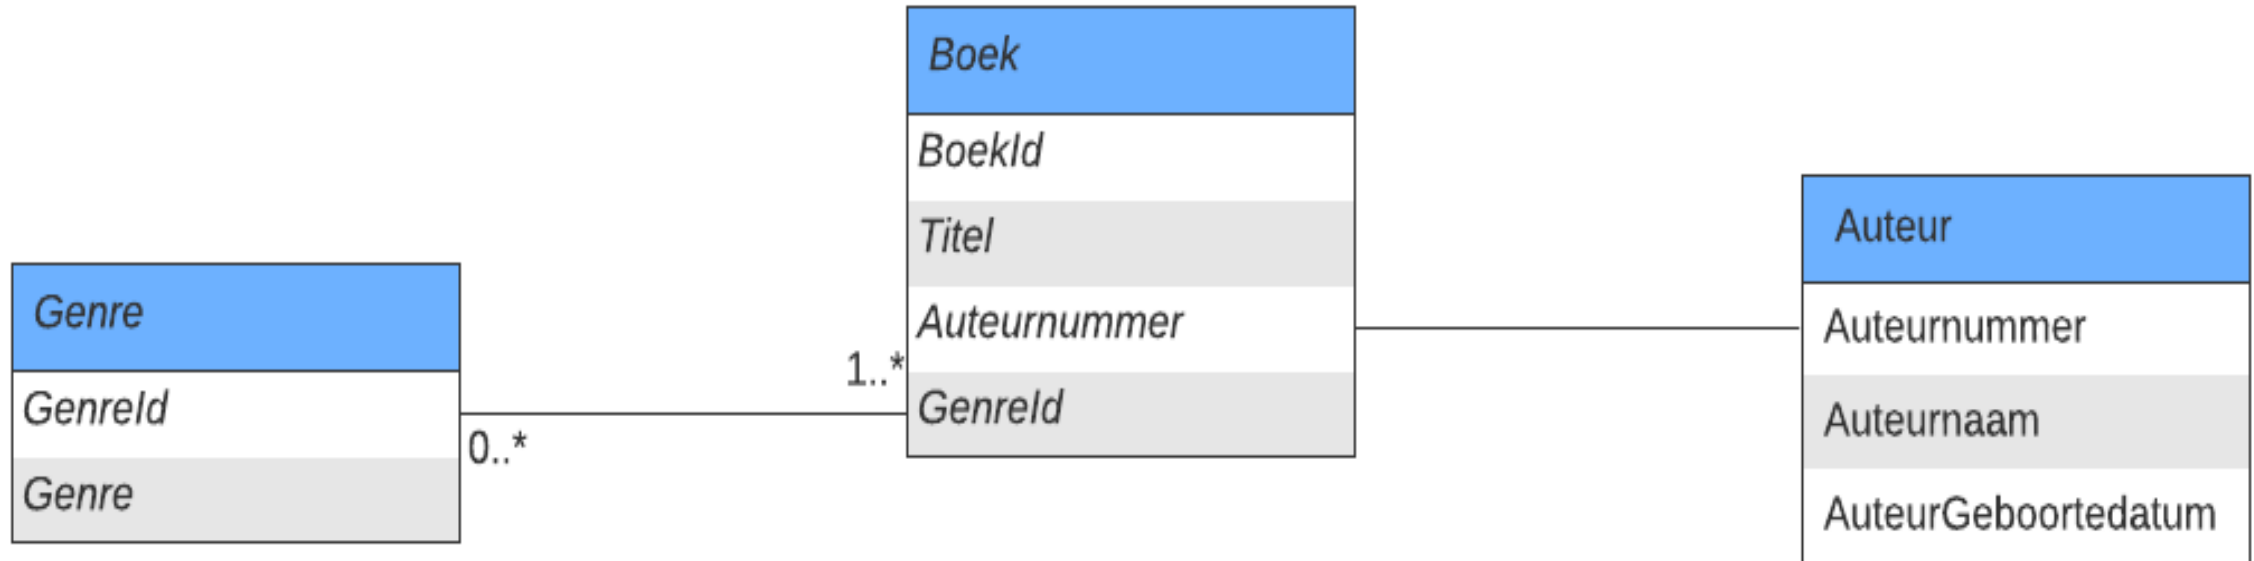 Genre
GenreId
Genre
0..*
1..*
Boek
BoekId
Titel
Auteurnummer
GenreId
Auteur
Auteurnummer
Auteurnaam
AuteurGeboortedatum